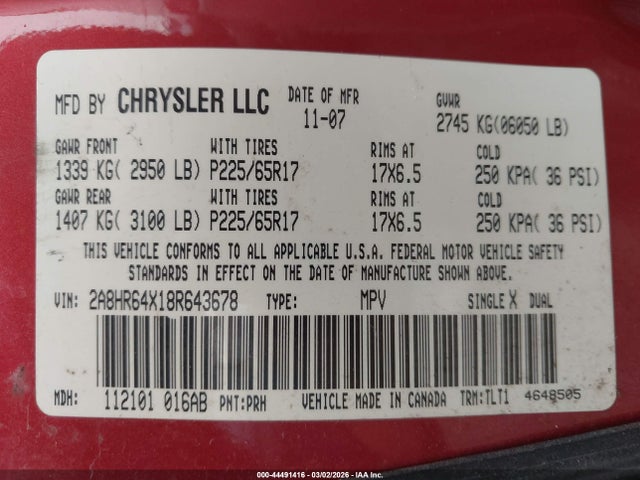 MFD BY CHRYSLER LLC DATE OF MFR 11-07 GVWR 2745 KG(06050 LB)
GAWR FRONT WITH TIRES RIMS AT COLD
1339 KG( 2950 LB) P225/65R17 17X6.5 250 KPA( 36 PSI)
GAWR REAR WITH TIRES RIMS AT COLD
1407 KG( 3100 LB) P225/65R17 17X6.5 250 KPA( 36 PSI)
THIS VEHICLE CONFORMS TO ALL APPLICABLE U.S.A. FEDERAL MOTOR VEHICLE SAFETY
STANDARDS IN EFFECT ON THE DATE OF MANUFACTURE SHOWN ABOVE.
VIN: 2A8HR64X18R643678 TYPE: MPV SINGLE X DUAL
MDH: 112101 016AB PNT:PRH VEHICLE MADE IN CANADA TRM:TLT1 4648505
000-44491416 - 03/02/2026 - IAA Inc.